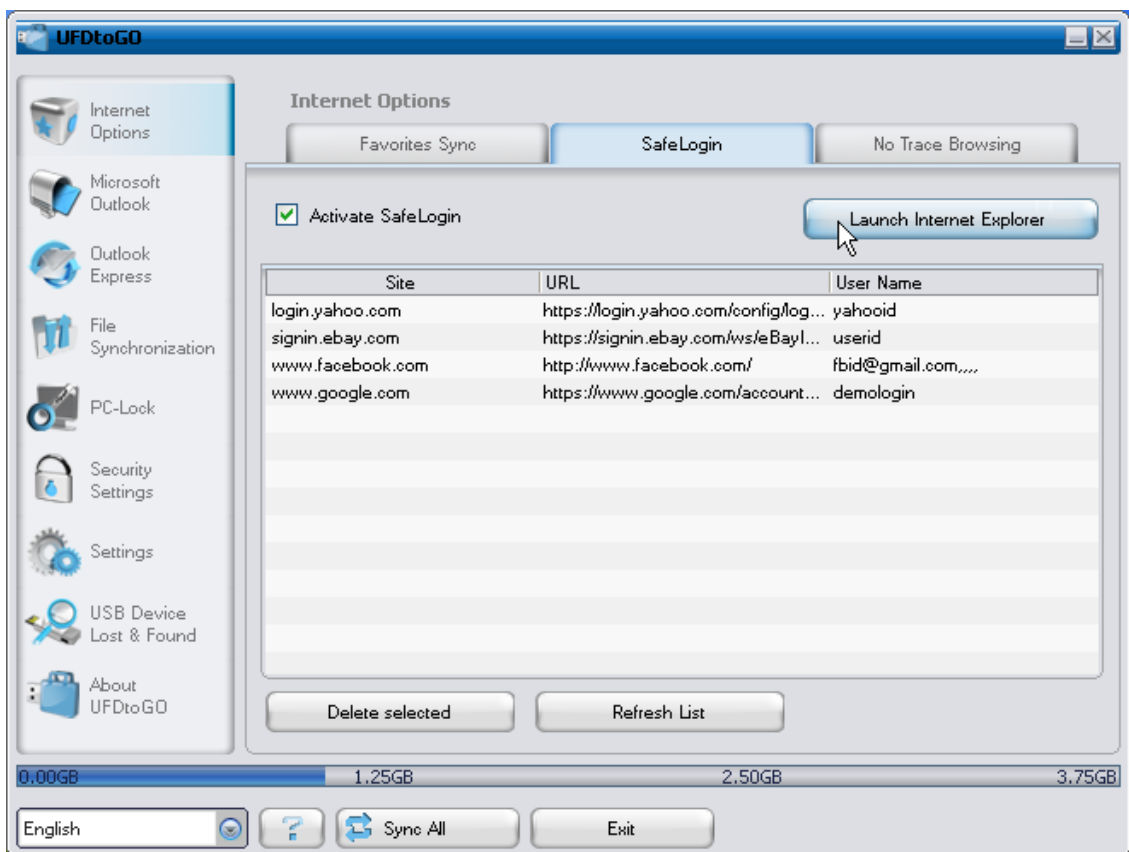 UFDtoGO
Internet
Options
Microsoft
Outlook
Outlook
Express
File
Synchronization
PC-Lock
Security
Settings
Settings
USB Device
Lost & Found
About
UFDtoGO
Internet Options
Favorites Sync SafeLogin No Trace Browsing
Activate SafeLogin Launch Internet Explorer
Site URL User Name
login.yahoo.com https://login.yahoo.com/config/log... yahooid
signin.ebay.com https://signin.ebay.com/ws/eBayI... userid
www.facebook.com http://www.facebook.com/ fbid@gmail.com,,,,
www.google.com https://www.google.com/account... demologin
Delete selected Refresh List
0.00GB 1.25GB 2.50GB 3.75GB
English ? Sync All Exit